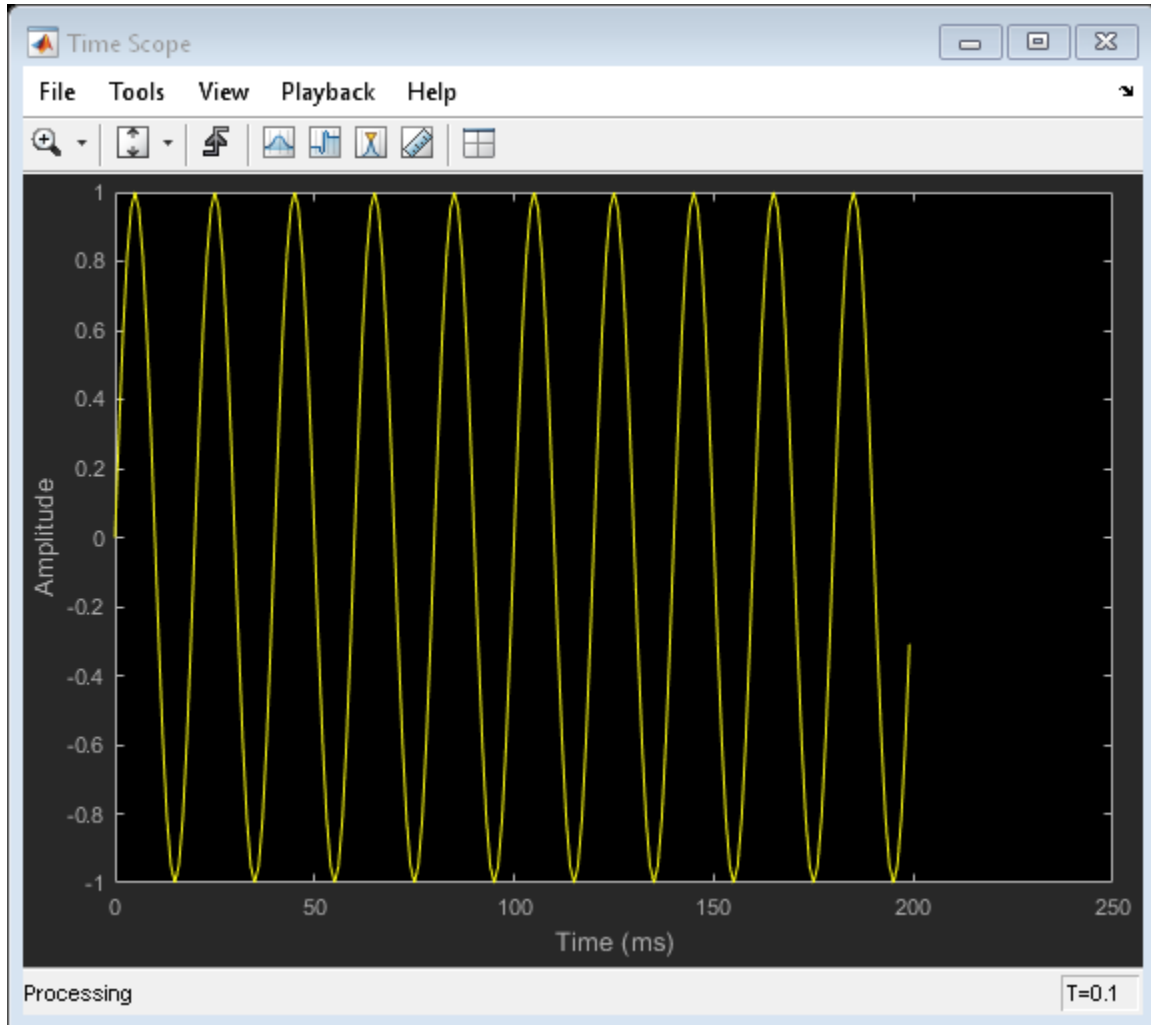 Time Scope
File Tools View Playback Help
1
0.8
0.6
0.4
0.2
0
-0.2
-0.4
-0.6
-0.8
-1
Amplitude
0 50 100 150 200 250
Time (ms)
Processing T=0.1